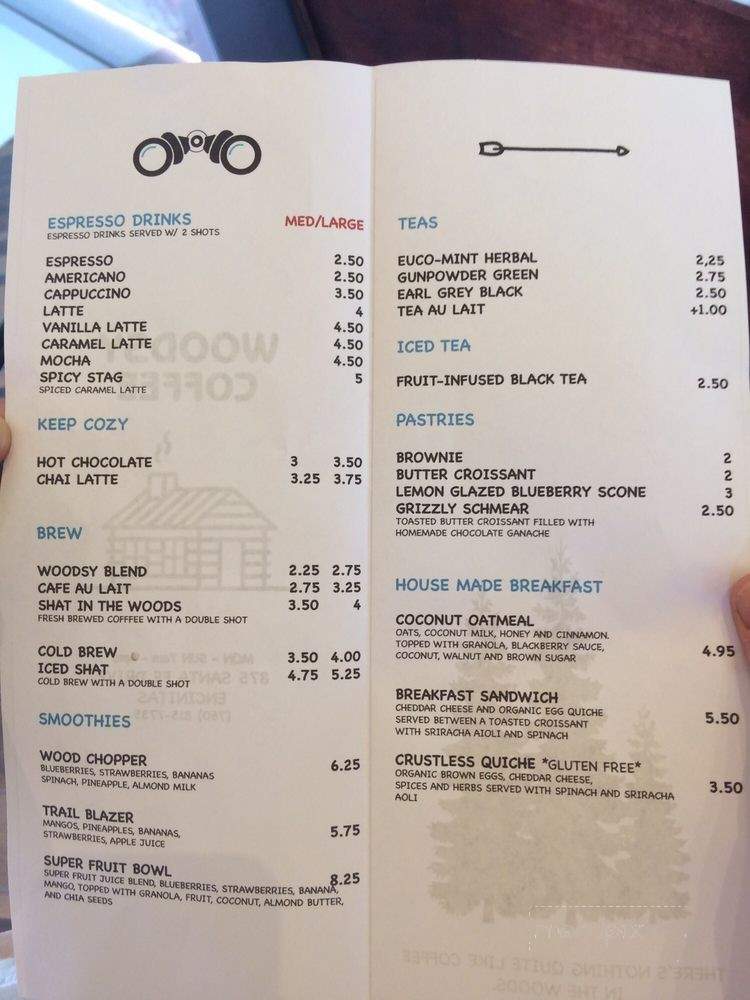 ESPRESSO DRINKS MED/LARGE
ESPRESSO DRINKS SERVED W/ 2 SHOTS
ESPRESSO 2.50
AMERICANO 2.50
CAPPUCCINO 3.50
LATTE 4
VANILLA LATTE 4.50
CARAMEL LATTE 4.50
MOCHA 4.50
SPICY STAG 5
SPICED CARAMEL LATTE
KEEP COZY
HOT CHOCOLATE 3 3.50
CHAI LATTE 3.25 3.75
BREW
WOODSY BLEND 2.25 2.75
CAFE AU LAIT 2.75 3.25
SHAT IN THE WOODS 3.50 4
FRESH BREWED COFFFEE WITH A DOUBLE SHOT
COLD BREW 3.50 4.00
ICED SHAT 4.75 5.25
COLD BREW WITH A DOUBLE SHOT
SMOOTHIES
WOOD CHOPPER 6.25
BLUEBERRIES, STRAWBERRIES, BANANAS
SPINACH, PINEAPPLE, ALMOND MILK
TRAIL BLAZER 5.75
MANGOS, PINEAPPLES, BANANAS,
STRAWBERRIES, APPLE JUICE
SUPER FRUIT BOWL 8.25
SUPER FRUIT JUICE BLEND, BLUEBERRIES, STRAWBERRIES, BANANA,
MANGO, TOPPED WITH GRANOLA, FRUIT, COCONUT, ALMOND BUTTER,
AND CHIA SEEDS
TEAS
EUCO-MINT HERBAL 2,25
GUNPOWDER GREEN 2.75
EARL GREY BLACK 2.50
TEA AU LAIT +1.00
ICED TEA
FRUIT-INFUSED BLACK TEA 2.50
PASTRIES
BROWNIE 2
BUTTER CROISSANT 2
LEMON GLAZED BLUEBERRY SCONE 3
GRIZZLY SCHMEAR 2.50
TOASTED BUTTER CROISSANT FILLED WITH
HOMEMADE CHOCOLATE GANACHE
HOUSE MADE BREAKFAST
COCONUT OATMEAL
OATS, COCONUT MILK, HONEY AND CINNAMON.
TOPPED WITH GRANOLA, BLACKBERRY SAUCE, 4.95
COCONUT, WALNUT AND BROWN SUGAR
BREAKFAST SANDWICH
CHEDDAR CHEESE AND ORGANIC EGG QUICHE
SERVED BETWEEN A TOASTED CROISSANT 5.50
WITH SRIRACHA AIOLI AND SPINACH
CRUSTLESS QUICHE *GLUTEN FREE*
ORGANIC BROWN EGGS, CHEDDAR CHEESE,
SPICES AND HERBS SERVED WITH SPINACH AND SRIRACHA 3.50
AOLI
THERE'S NOTHING QUITE LIKE COFFEE
IN THE WOODS.